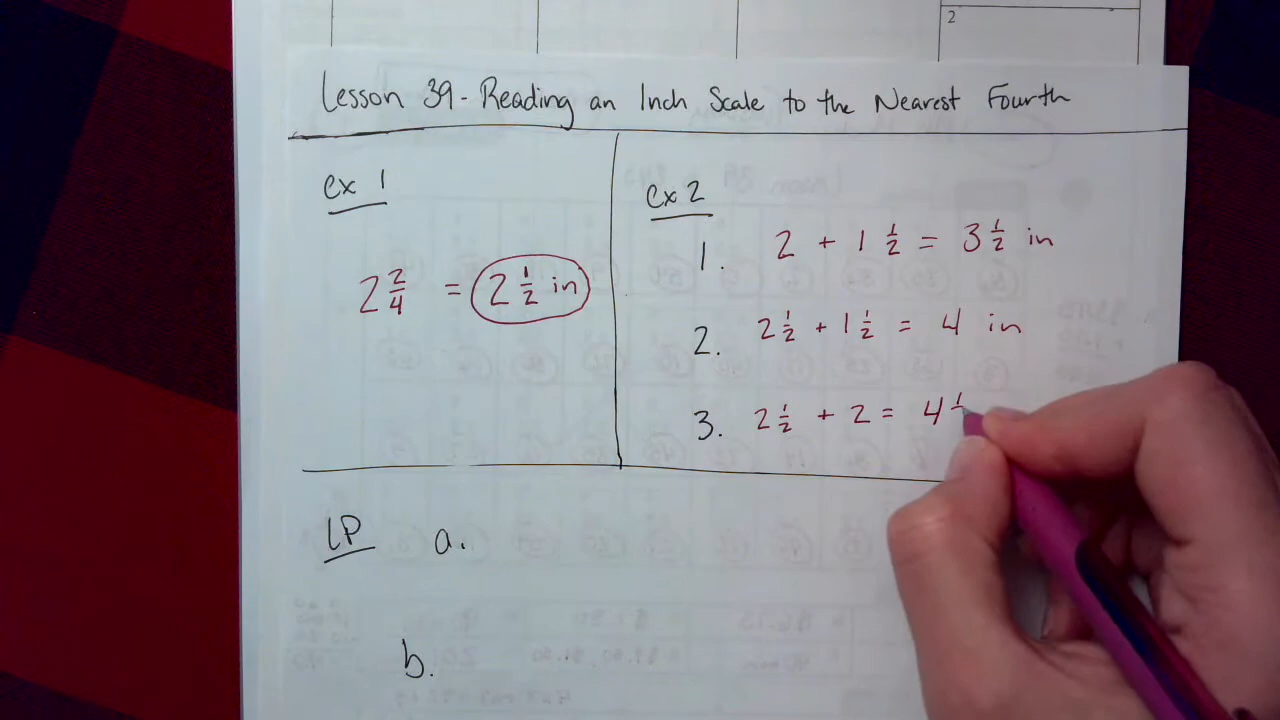 2
Lesson 39 - Reading an Inch Scale to the Nearest Fourth
ex 1
2 2/4 = 2 1/2 in
ex 2
1. 2 + 1 1/2 = 3 1/2 in
2. 2 1/2 + 1 1/2 = 4 in
3. 2 1/2 + 2 = 4 1
LP a.
b.